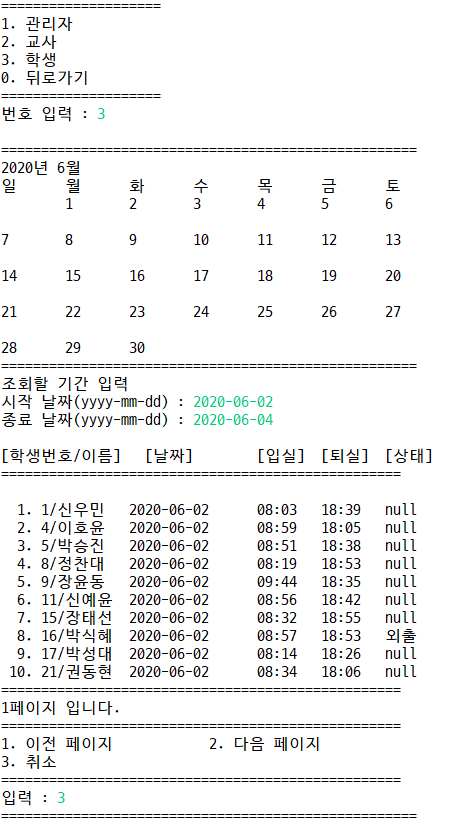 ====================
1. 관리자
2. 교사
3. 학생
0. 뒤로가기
====================
번호 입력 : 3
====================================================
2020년 6월
일 월 화 수 목 금 토
1 2 3 4 5 6
7 8 9 10 11 12 13
14 15 16 17 18 19 20
21 22 23 24 25 26 27
28 29 30
====================================================
조회할 기간 입력
시작 날짜(yyyy-mm-dd) : 2020-06-02
종료 날짜(yyyy-mm-dd) : 2020-06-04
[학생번호/이름] [날짜] [입실] [퇴실] [상태]
==================================================
1. 1/신우민 2020-06-02 08:03 18:39 null
2. 4/이호윤 2020-06-02 08:59 18:05 null
3. 5/박승진 2020-06-02 08:51 18:38 null
4. 8/정찬대 2020-06-02 08:19 18:53 null
5. 9/장윤동 2020-06-02 09:44 18:35 null
6. 11/신예윤 2020-06-02 08:56 18:42 null
7. 15/장태선 2020-06-02 08:32 18:55 null
8. 16/박식혜 2020-06-02 08:57 18:53 외출
9. 17/박성대 2020-06-02 08:14 18:26 null
10. 21/권동현 2020-06-02 08:34 18:06 null
==================================================
1페이지 입니다.
==================================================
1. 이전 페이지 2. 다음 페이지
3. 취소
==================================================
입력 : 3
====================================================